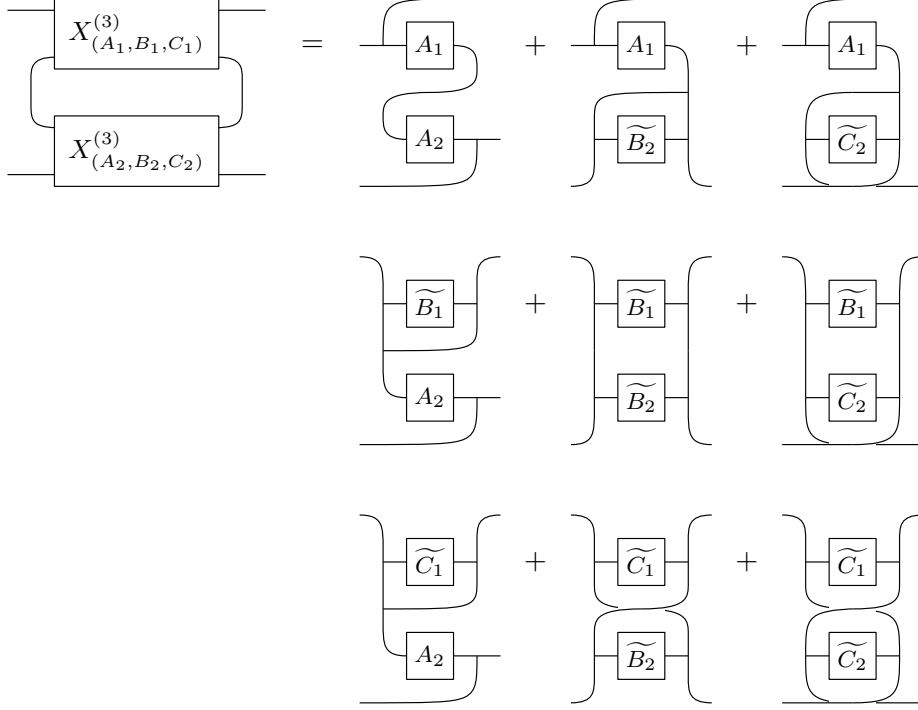 X^{(3)}_{(A_1,B_1,C_1)} = A_1 + A_1 + A_1
X^{(3)}_{(A_2,B_2,C_2)} A_2 \widetilde{B_2} \widetilde{C_2}
\widetilde{B_1} + \widetilde{B_1} + \widetilde{B_1}
A_2 \widetilde{B_2} \widetilde{C_2}
\widetilde{C_1} + \widetilde{C_1} + \widetilde{C_1}
A_2 \widetilde{B_2} \widetilde{C_2}